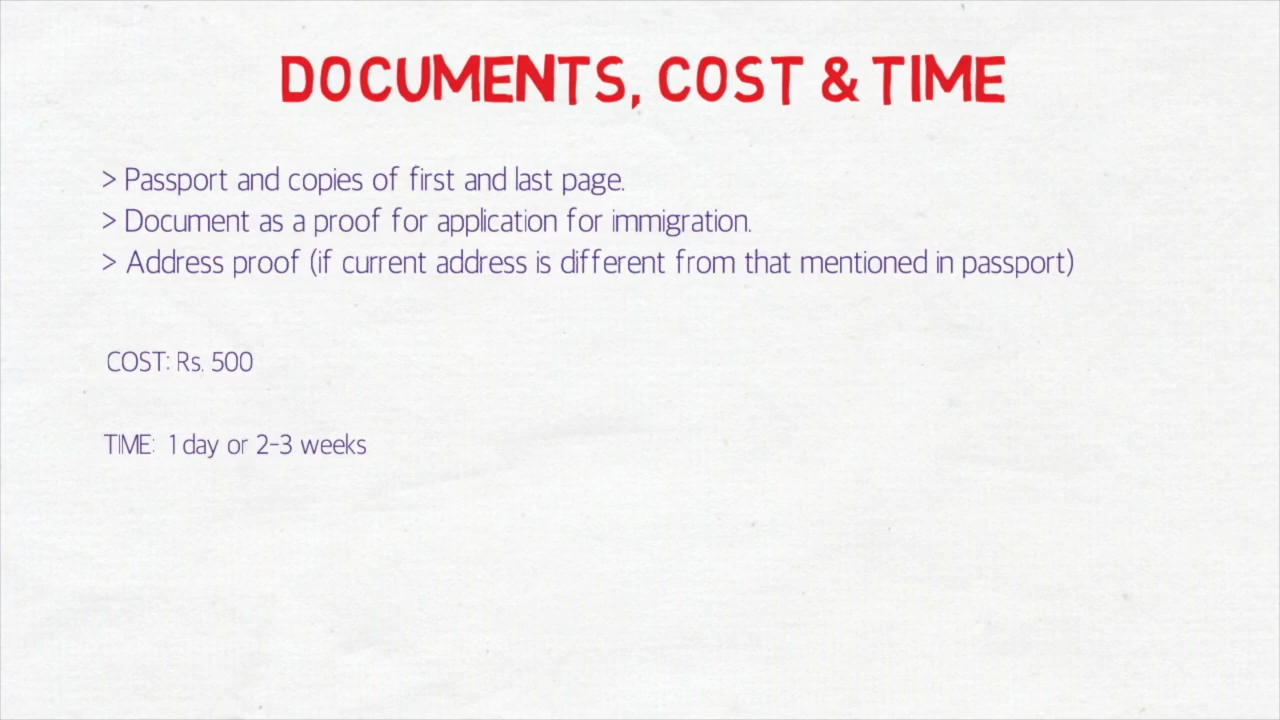 DOCUMENTS, COST & TIME
> Passport and copies of first and last page.
> Document as a proof for application for immigration.
> Address proof (if current address is different from that mentioned in passport)
COST: Rs. 500
TIME: 1 day or 2-3 weeks